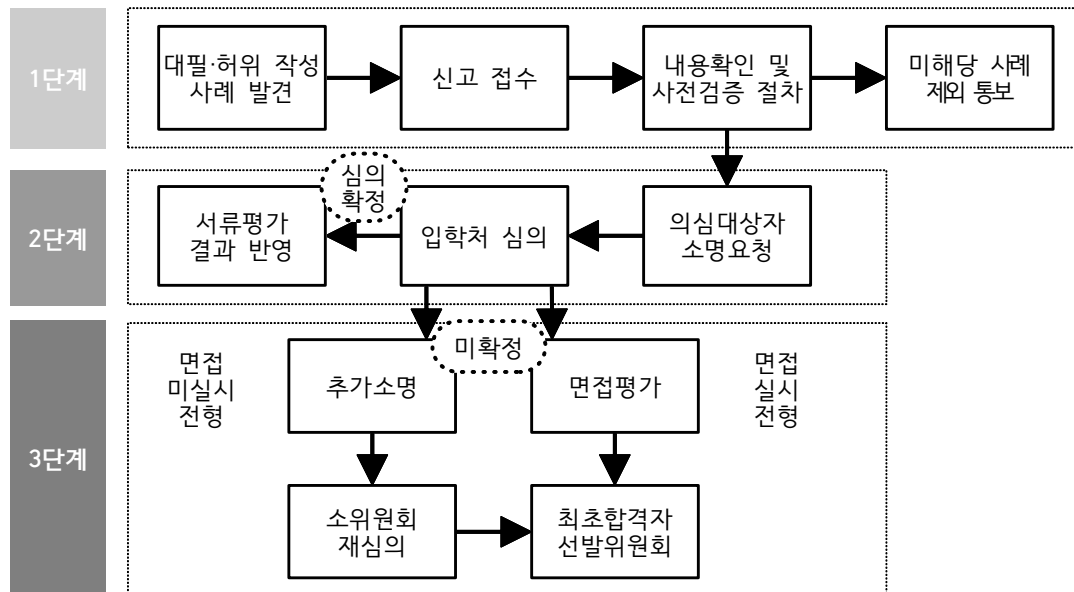 1단계
대필·허위 작성
사례 발견
신고 접수
내용확인 및
사전검증 절차
미해당 사례
제외 통보
2단계
심의
확정
서류평가
결과 반영
입학처 심의
의심대상자
소명요청
3단계
면접
미실시
전형
미확정
추가소명
면접평가
면접
실시
전형
소위원회
재심의
최초합격자
선발위원회